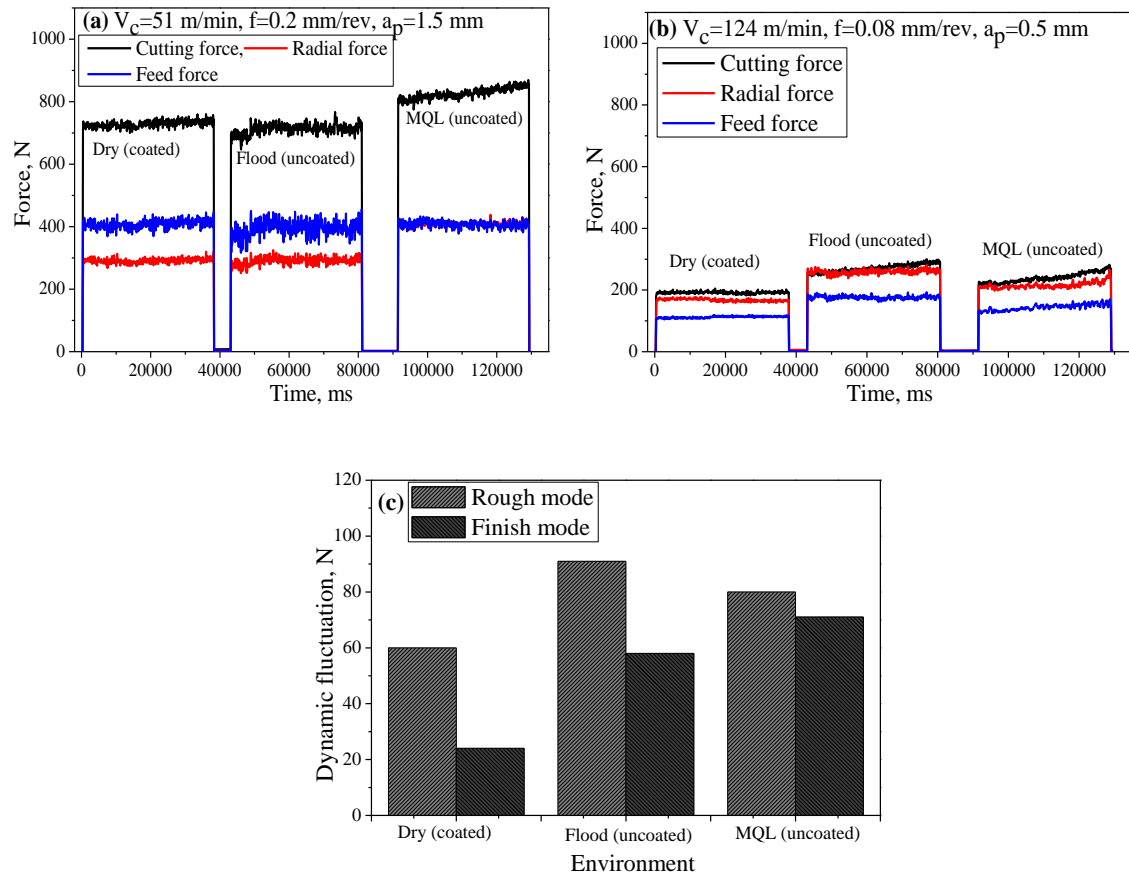 (a) V_c=51 m/min, f=0.2 mm/rev, a_p=1.5 mm
Cutting force, Radial force
Feed force
1000
800
600
400
200
0
Force, N
Dry (coated)
Flood (uncoated)
MQL (uncoated)
0 20000 40000 60000 80000 100000 120000
Time, ms
(b) V_c=124 m/min, f=0.08 mm/rev, a_p=0.5 mm
Cutting force
Radial force
Feed force
1000
800
600
400
200
0
Force, N
Dry (coated)
Flood (uncoated)
MQL (uncoated)
0 20000 40000 60000 80000 100000 120000
Time, ms
(c)
Rough mode
Finish mode
120
100
80
60
40
20
0
Dynamic fluctuation, N
Dry (coated) Flood (uncoated) MQL (uncoated)
Environment